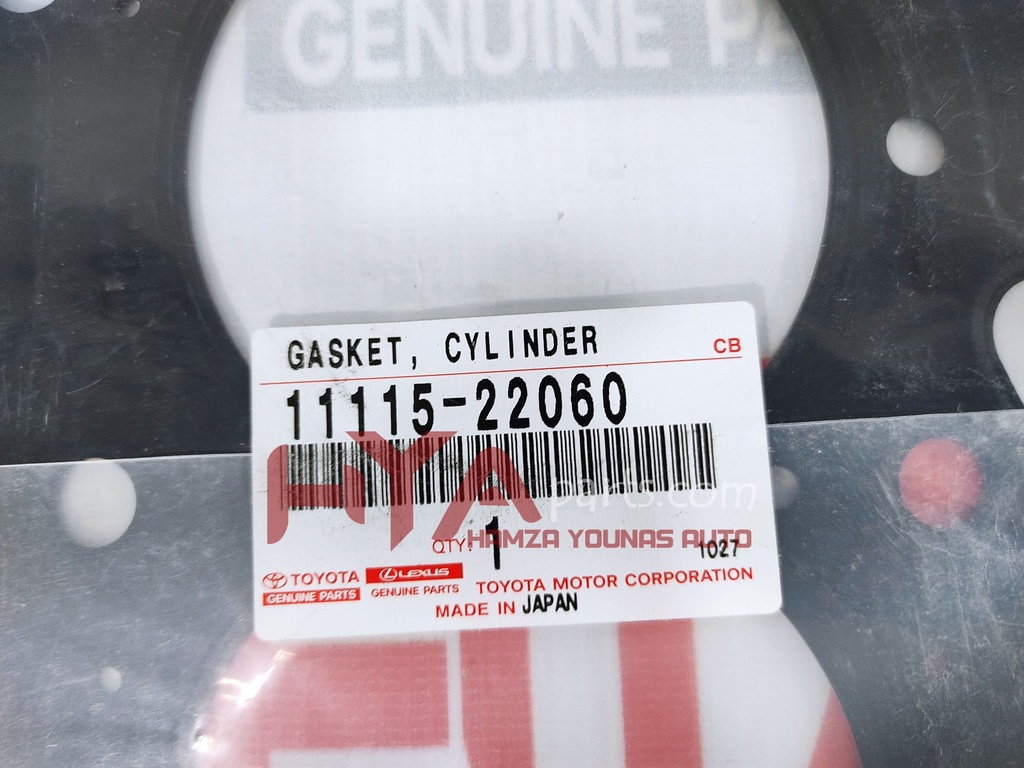 GENUINE PA
GASKET, CYLINDER
CB
11115-22060
HYA
parts.com
QTY: 1
HAMZA YOUNAS AUTO
1027
TOYOTA
GENUINE PARTS
LEXUS
GENUINE PARTS
TOYOTA MOTOR CORPORATION
MADE IN JAPAN